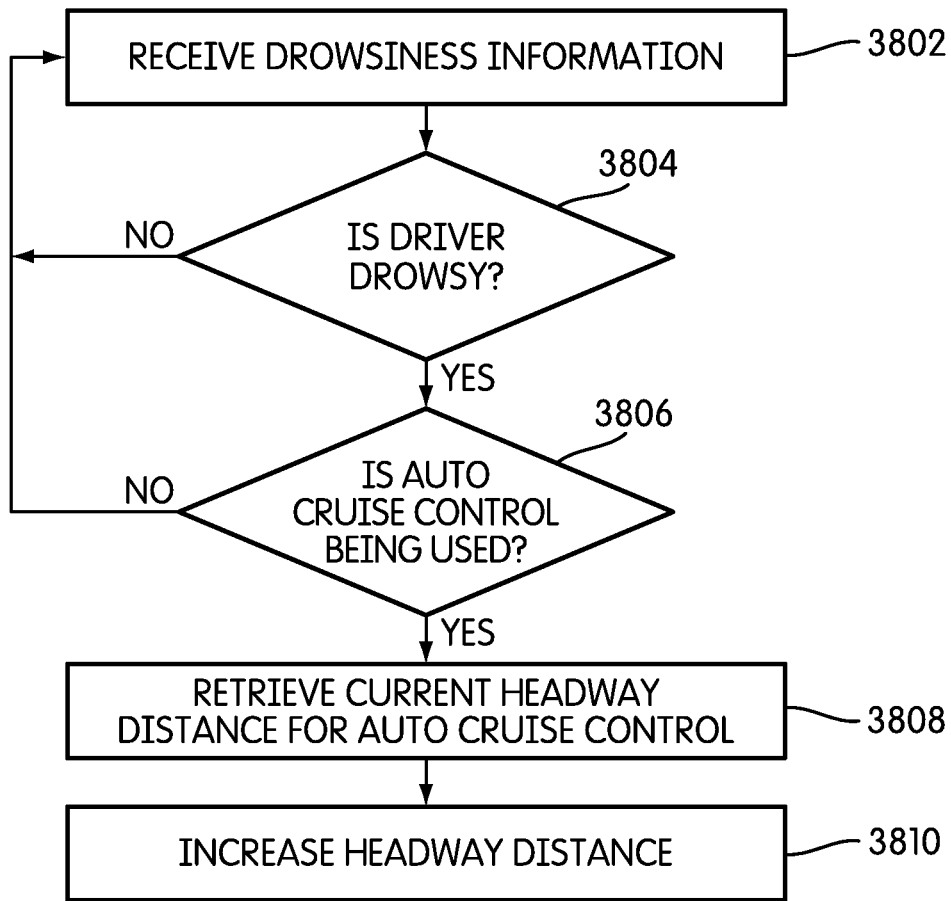 RECEIVE DROWSINESS INFORMATION
3802
3804
IS DRIVER
DROWSY?
NO
YES
3806
IS AUTO
CRUISE CONTROL
BEING USED?
NO
YES
RETRIEVE CURRENT HEADWAY
DISTANCE FOR AUTO CRUISE CONTROL
3808
INCREASE HEADWAY DISTANCE
3810